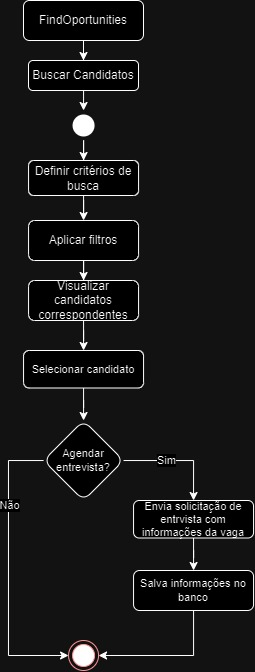 FindOportunities
Buscar Candidatos
Definir critérios de
busca
Aplicar filtros
Visualizar
candidatos
correspondentes
Selecionar candidato
Agendar
entrevista?
Sim
Não
Envia solicitação de
entrvista com
informações da vaga
Salva informações no
banco